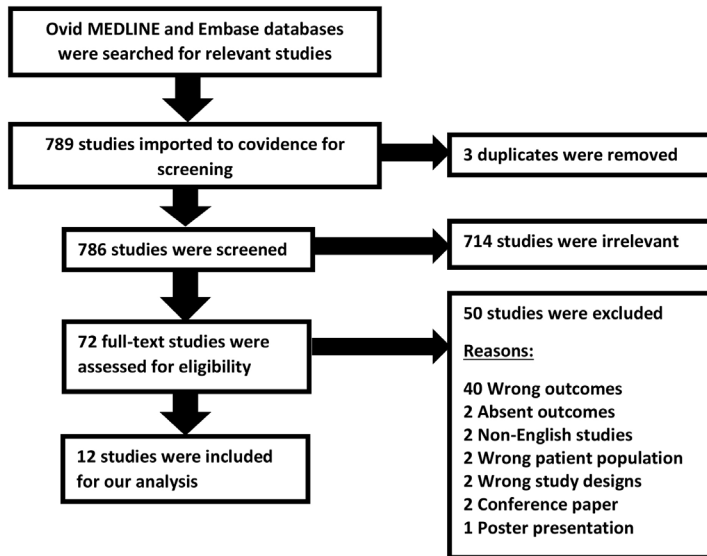 Ovid MEDLINE and Embase databases
were searched for relevant studies
789 studies imported to covidence for
screening
3 duplicates were removed
786 studies were screened
714 studies were irrelevant
72 full-text studies were
assessed for eligibility
50 studies were excluded
Reasons:
40 Wrong outcomes
2 Absent outcomes
2 Non-English studies
2 Wrong patient population
2 Wrong study designs
2 Conference paper
1 Poster presentation
12 studies were included
for our analysis